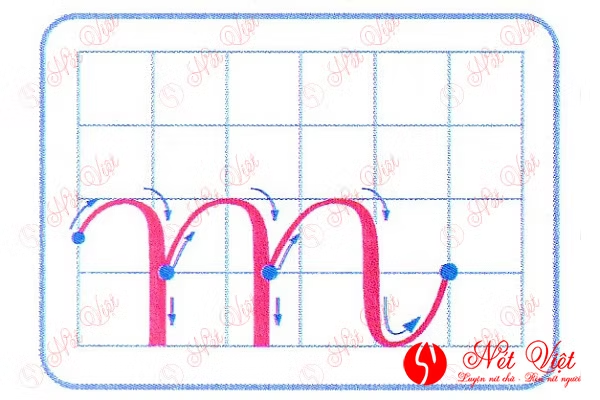 m
Nét Việt
Luyện nét chữ - Rèn nét người